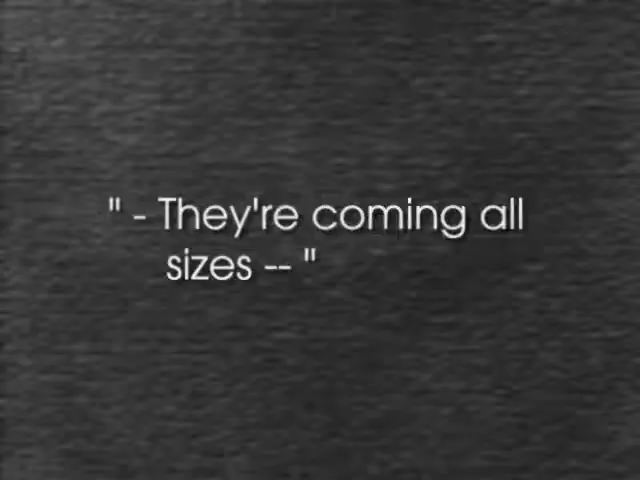 " - They're coming all
sizes -- "